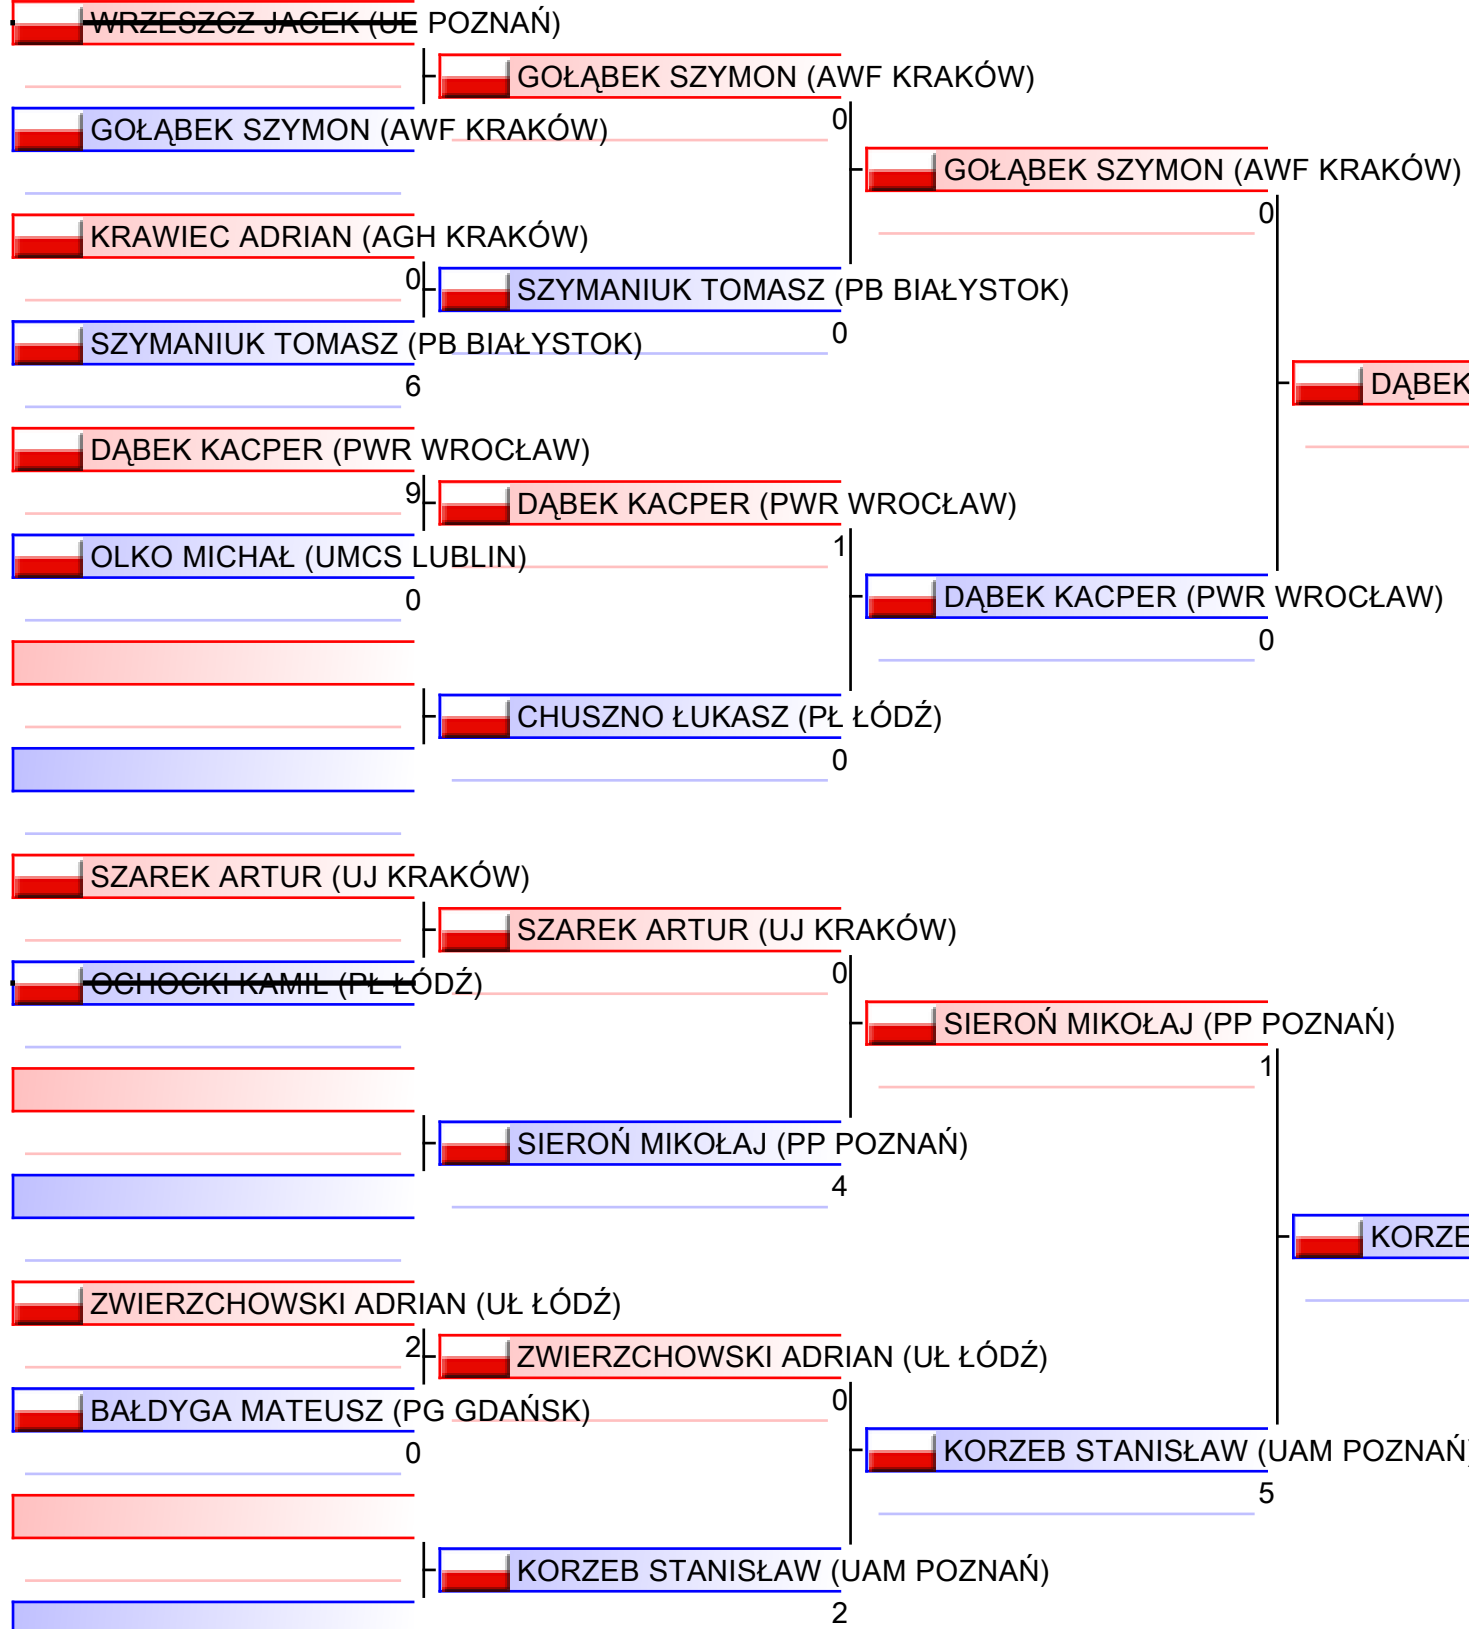 WRZESZCZ JACEK (UE POZNAŃ)
GOŁĄBEK SZYMON (AWF KRAKÓW)
0
GOŁĄBEK SZYMON (AWF KRAKÓW)
GOŁĄBEK SZYMON (AWF KRAKÓW)
0
KRAWIEC ADRIAN (AGH KRAKÓW)
0
SZYMANIUK TOMASZ (PB BIAŁYSTOK)
0
SZYMANIUK TOMASZ (PB BIAŁYSTOK)
6
DĄBEK
DĄBEK KACPER (PWR WROCŁAW)
9
DĄBEK KACPER (PWR WROCŁAW)
1
OLKO MICHAŁ (UMCS LUBLIN)
0
DĄBEK KACPER (PWR WROCŁAW)
0
CHUSZNO ŁUKASZ (PŁ ŁÓDŹ)
0
SZAREK ARTUR (UJ KRAKÓW)
SZAREK ARTUR (UJ KRAKÓW)
0
OCHOCKI KAMIL (PŁ ŁÓDŹ)
SIEROŃ MIKOŁAJ (PP POZNAŃ)
1
SIEROŃ MIKOŁAJ (PP POZNAŃ)
4
KORZE
ZWIERZCHOWSKI ADRIAN (UŁ ŁÓDŹ)
2
ZWIERZCHOWSKI ADRIAN (UŁ ŁÓDŹ)
0
BAŁDYGA MATEUSZ (PG GDAŃSK)
0
KORZEB STANISŁAW (UAM POZNAŃ)
5
KORZEB STANISŁAW (UAM POZNAŃ)
2